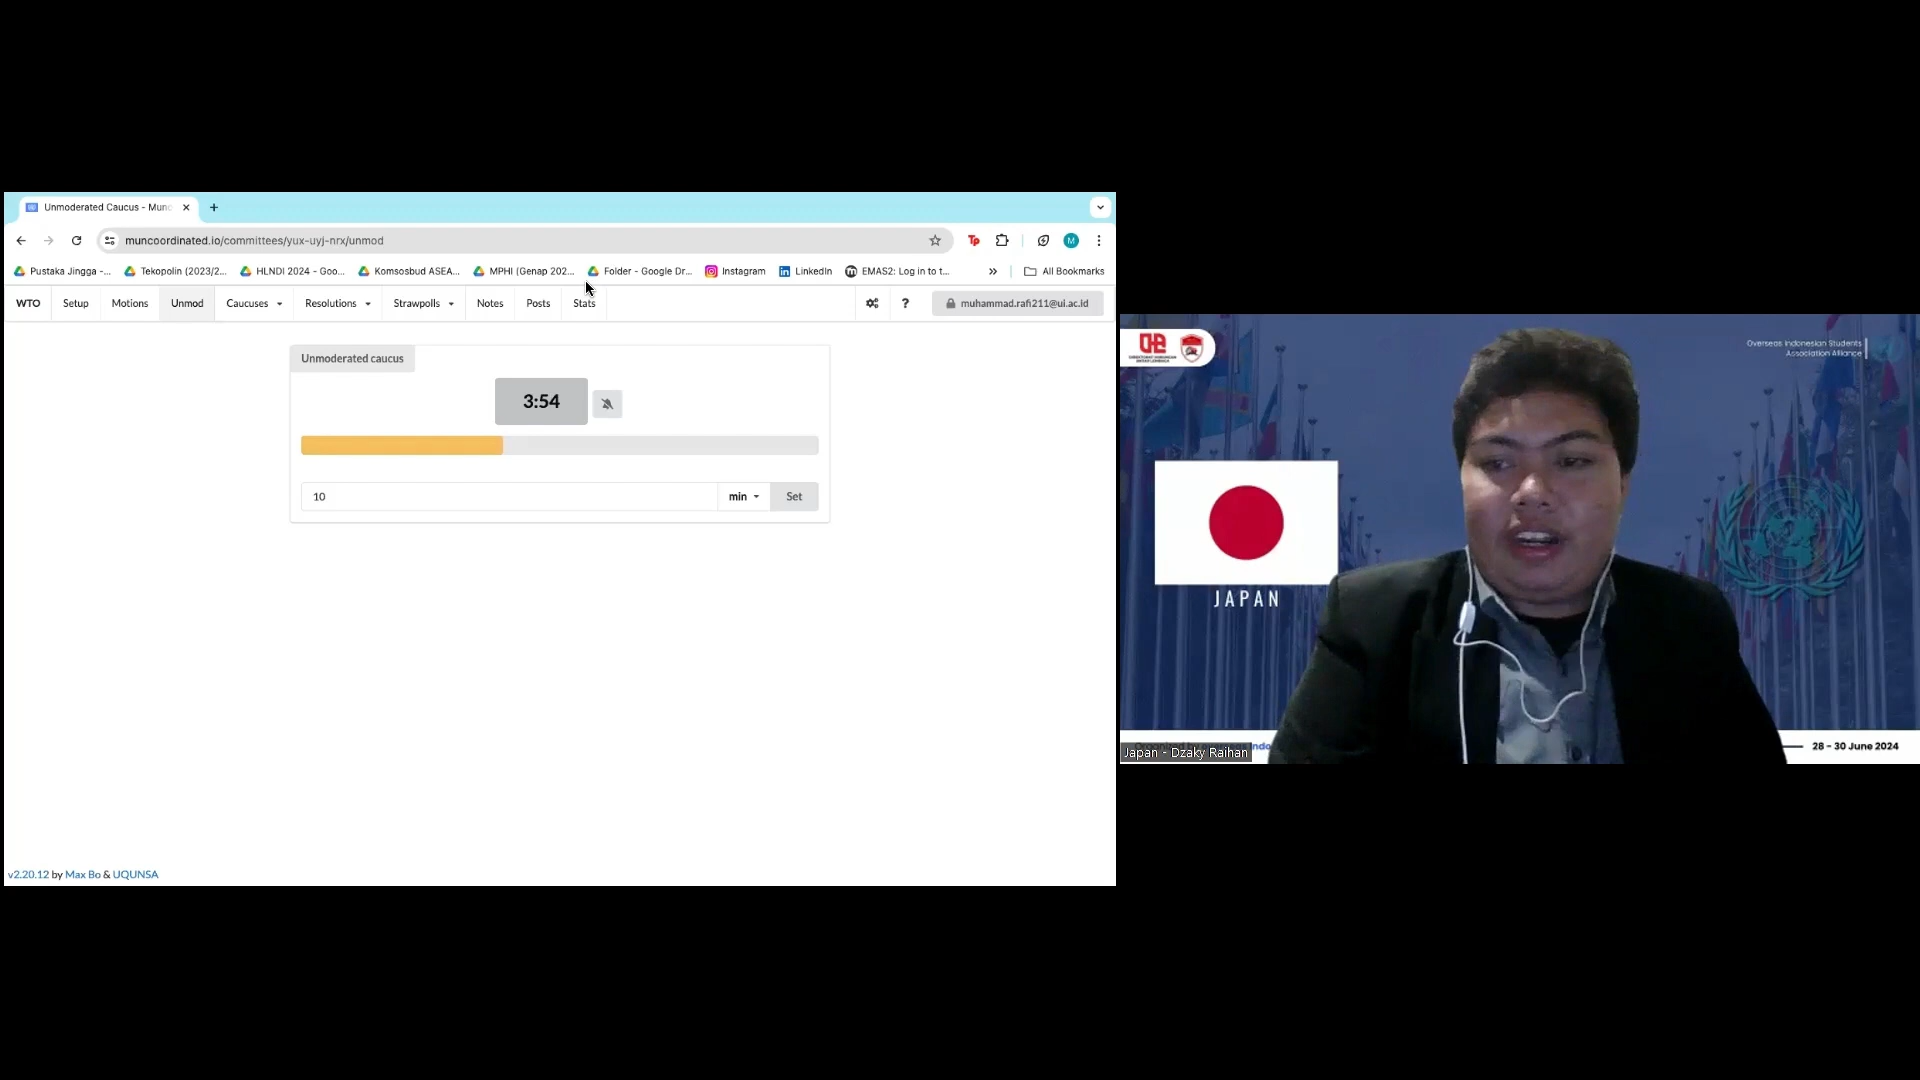 Unmoderated Caucus - Mun
muncoordinated.io/committees/yux-uyj-nrx/unmod
Tp
M
Pustaka Jingga -...
Tekopolin (2023/2...
HLNDI 2024 - Goo...
Komsosbud ASEA...
MPHI (Genap 202...
Folder - Google Dr...
Instagram
LinkedIn
EMAS2: Log in to t...
»
All Bookmarks
WTO
Setup
Motions
Unmod
Caucuses
Resolutions
Strawpolls
Notes
Posts
Stats
?
muhammad.rafi211@ui.ac.id
Unmoderated caucus
3:54
10
min
Set
v2.20.12 by Max Bo & UQUNSA
Overseas Indonesian Students
Association Alliance
JAPAN
Japan - Dzaky Raihan
28 - 30 June 2024